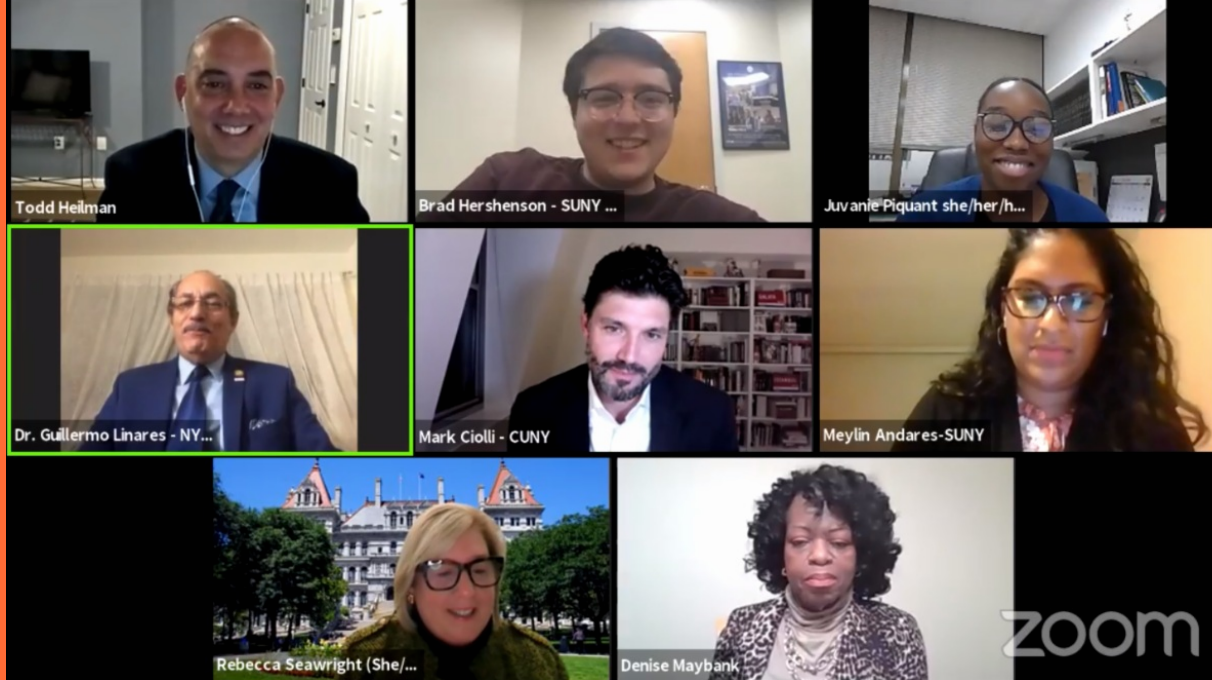 Todd Heilman
Brad Hershenson - SUNY ...
Juvanie Piquant she/her/h...
Dr. Guillermo Linares - NY...
Mark Ciolli - CUNY
Meylin Andares-SUNY
Rebecca Seawright (She/...
Denise Maybank
zoom